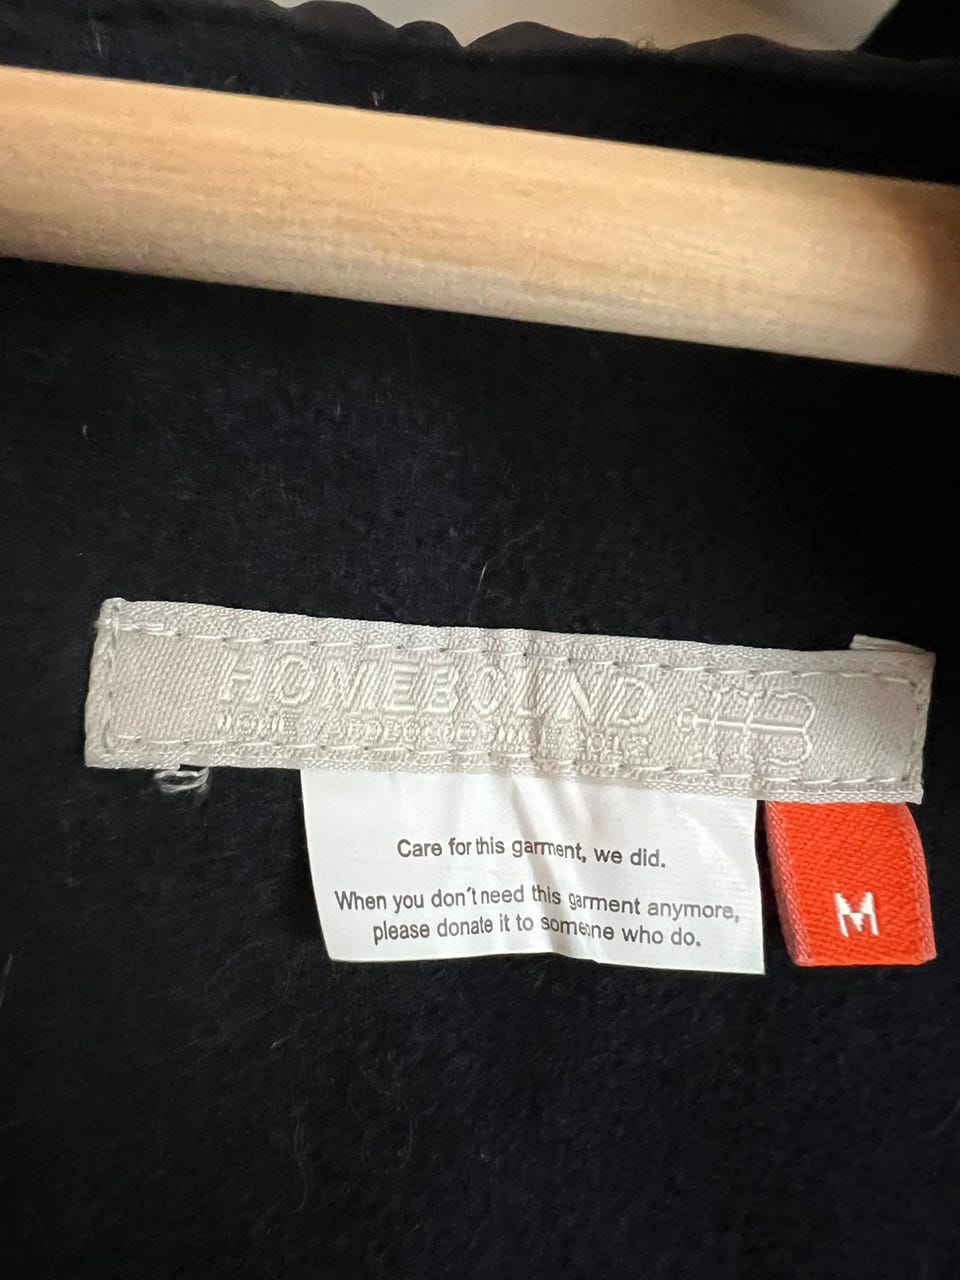 HOMEBOUND
Care for this garment, we did.
When you don´t need this garment anymore,
please donate it to someone who do.
M